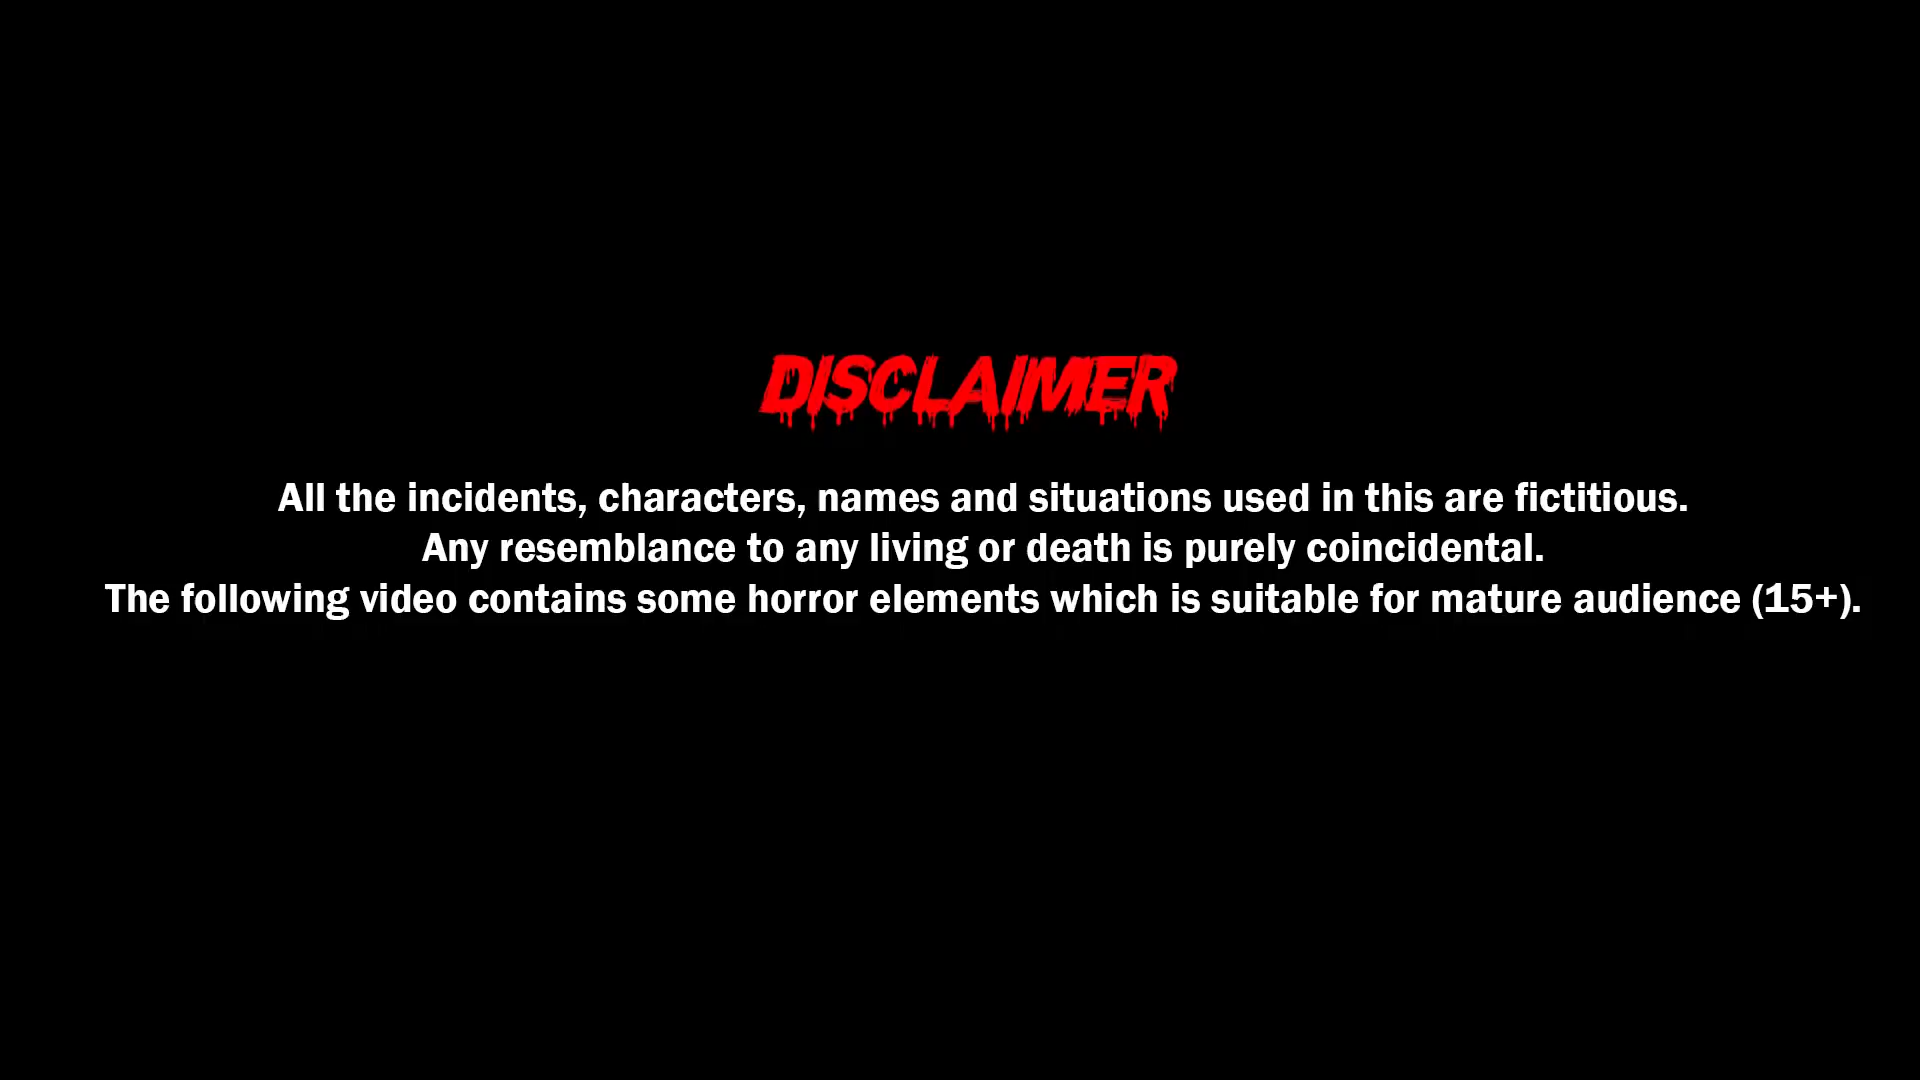 DISCLAIMER
All the incidents, characters, names and situations used in this are fictitious.
Any resemblance to any living or death is purely coincidental.
The following video contains some horror elements which is suitable for mature audience (15+).